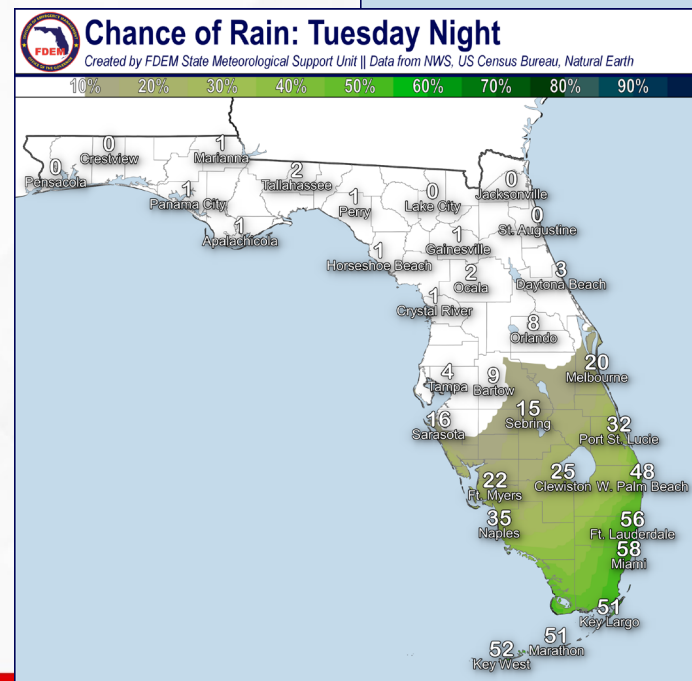 FDEM
Chance of Rain: Tuesday Night
Created by FDEM State Meteorological Support Unit || Data from NWS, US Census Bureau, Natural Earth
10% 20% 30% 40% 50% 60% 70% 80% 90%
0
Crestview
1
Marianna
0
Pensacola
2
Tallahassee
1
Panama City
1
Perry
0
Lake City
0
Jacksonville
1
Apalachicola
0
St. Augustine
1
Gainesville
1
Horseshoe Beach
2
Ocala
3
Daytona Beach
1
Crystal River
8
Orlando
20
Melbourne
4
Tampa
9
Bartow
15
Sebring
16
Sarasota
32
Port St. Lucie
22
Ft. Myers
25
Clewiston
48
W. Palm Beach
35
Naples
56
Ft. Lauderdale
58
Miami
51
Key Largo
51
Marathon
52
Key West